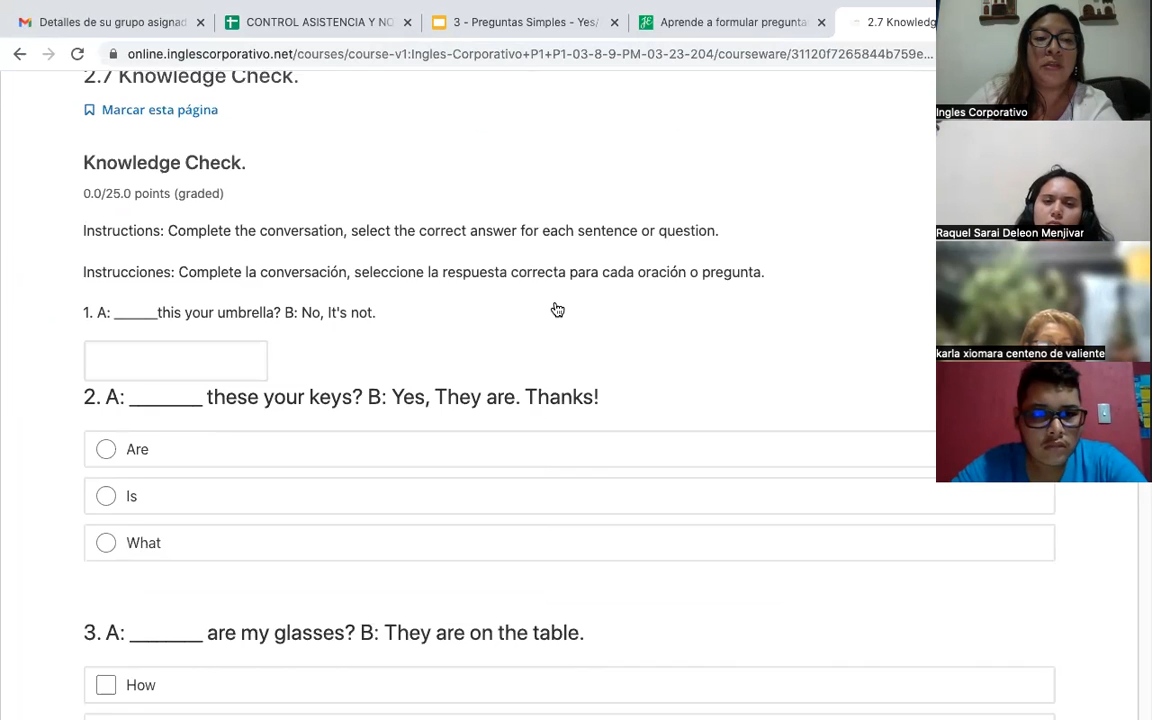 Detalles de su grupo asignad
CONTROL ASISTENCIA Y NO
3 - Preguntas Simples - Yes/
Aprende a formular pregunta
2.7 Knowledg
online.inglescorporativo.net/courses/course-v1:Ingles-Corporativo+P1+P1-03-8-9-PM-03-23-204/courseware/31120f7265844b759e...
2.7 Knowledge Check.
Marcar esta página
Knowledge Check.
0.0/25.0 points (graded)
Instructions: Complete the conversation, select the correct answer for each sentence or question.
Instrucciones: Complete la conversación, seleccione la respuesta correcta para cada oración o pregunta.
1. A: ______this your umbrella? B: No, It's not.
2. A: _______ these your keys? B: Yes, They are. Thanks!
Are
Is
What
3. A: _______ are my glasses? B: They are on the table.
How
Ingles Corporativo
Raquel Sarai Deleon Menjivar
karla xiomara centeno de valiente